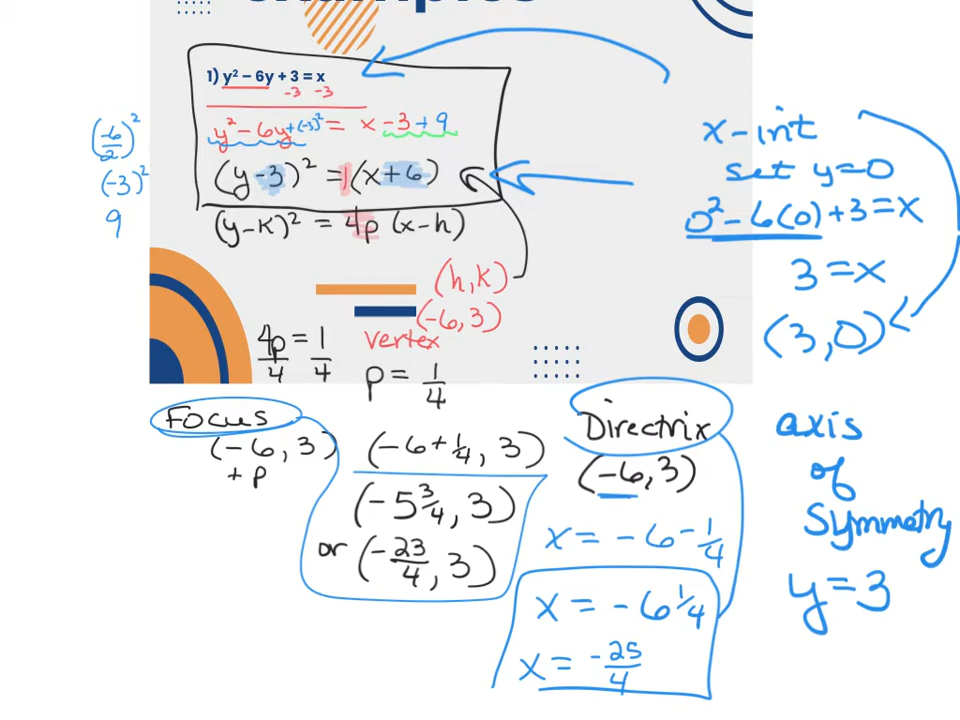 examples
1) y² – 6y + 3 = x
-3 -3
y² - 6y + (-3)² = x - 3 + 9
(y - 3)² = 1(x + 6)
(y - k)² = 4p (x - h)
(-6/2)²
(-3)²
9
(h, k)
(-6, 3)
vertex
4p/4 = 1/4
p = 1/4
x-int
set y=0
0² - 6(0) + 3 = x
3 = x
(3, 0)
Focus
(-6, 3)
+ p
(-6 + 1/4, 3)
(-5 3/4, 3)
or (-23/4, 3)
Directrix
(-6, 3)
x = -6 - 1/4
x = -6 1/4
x = -25/4
axis
of
symmetry
y = 3